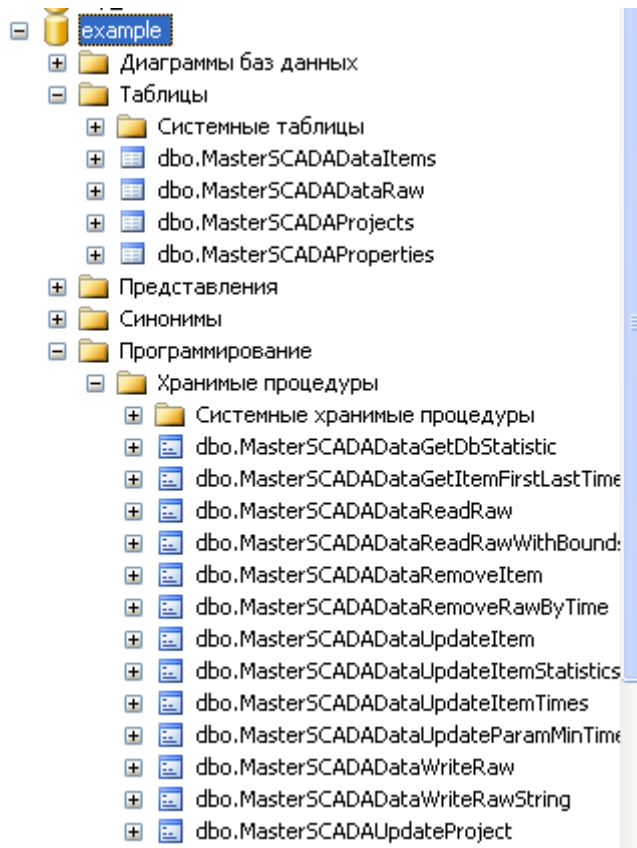 example
Диаграммы баз данных
Таблицы
Системные таблицы
dbo.MasterSCADADataItems
dbo.MasterSCADADataRaw
dbo.MasterSCADAProjects
dbo.MasterSCADAProperties
Представления
Синонимы
Программирование
Хранимые процедуры
Системные хранимые процедуры
dbo.MasterSCADADataGetDbStatistic
dbo.MasterSCADADataGetItemFirstLastTime
dbo.MasterSCADADataReadRaw
dbo.MasterSCADADataReadRawWithBounds
dbo.MasterSCADADataRemoveItem
dbo.MasterSCADADataRemoveRawByTime
dbo.MasterSCADADataUpdateItem
dbo.MasterSCADADataUpdateItemStatistics
dbo.MasterSCADADataUpdateItemTimes
dbo.MasterSCADADataUpdateParamMinTime
dbo.MasterSCADADataWriteRaw
dbo.MasterSCADADataWriteRawString
dbo.MasterSCADAUpdateProject